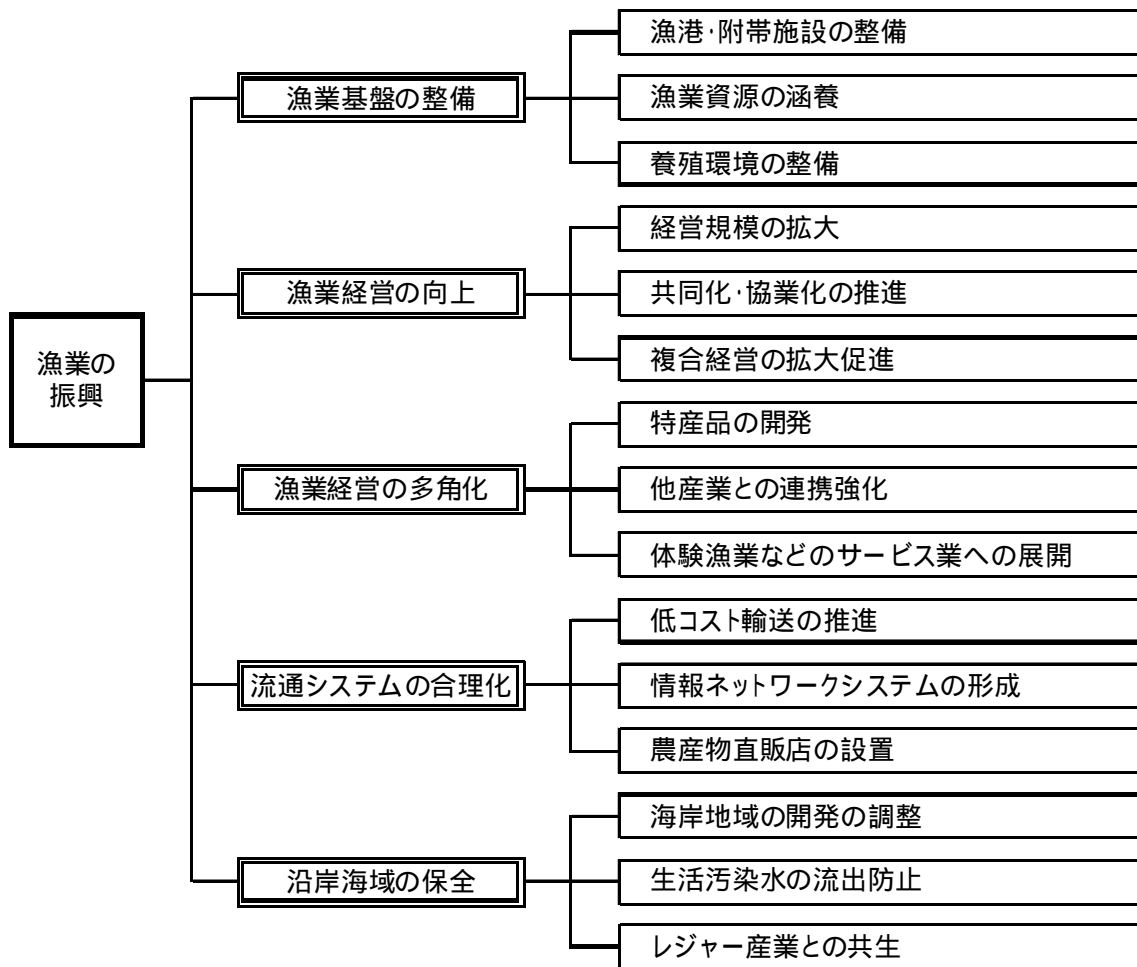 漁業の
振興
漁業基盤の整備
漁港･附帯施設の整備
漁業資源の涵養
養殖環境の整備
漁業経営の向上
経営規模の拡大
共同化･協業化の推進
複合経営の拡大促進
漁業経営の多角化
特産品の開発
他産業との連携強化
体験漁業などのサービス業への展開
流通システムの合理化
低コスト輸送の推進
情報ネットワークシステムの形成
農産物直販店の設置
沿岸海域の保全
海岸地域の開発の調整
生活汚染水の流出防止
レジャー産業との共生